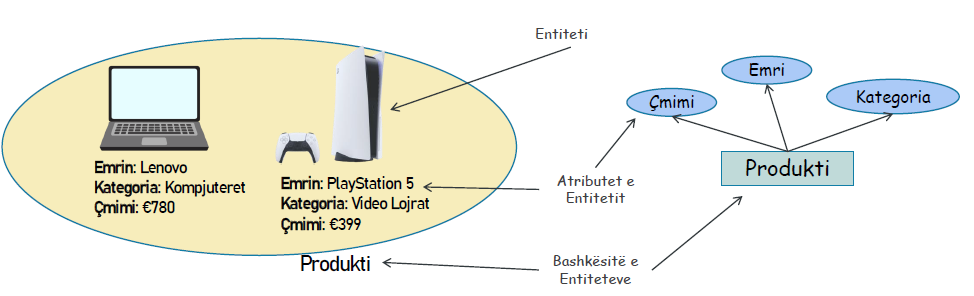 Entiteti
Emri
Çmimi
Kategoria
Emrin: Lenovo
Kategoria: Kompjuteret
Çmimi: €780
Emrin: PlayStation 5
Kategoria: Video Lojrat
Çmimi: €399
Atributet e
Entitetit
Produkti
Produkti
Bashkësitë e
Entiteteve